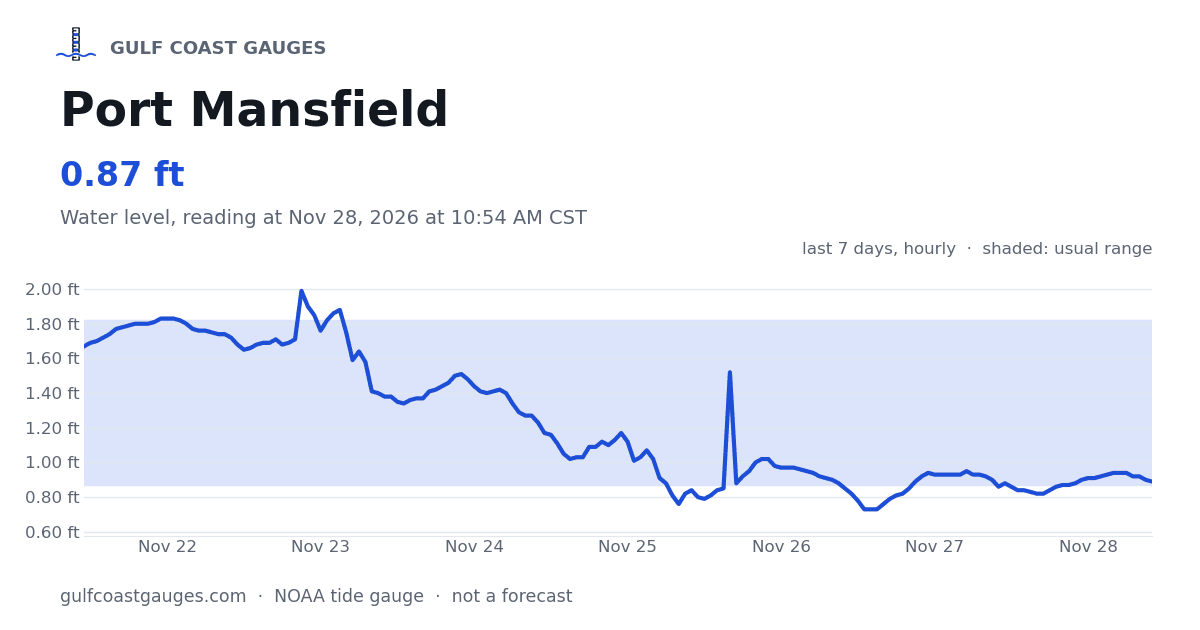 GULF COAST GAUGES
Port Mansfield
0.87 ft
Water level, reading at Nov 28, 2026 at 10:54 AM CST
last 7 days, hourly · shaded: usual range
2.00 ft
1.80 ft
1.60 ft
1.40 ft
1.20 ft
1.00 ft
0.80 ft
0.60 ft
Nov 22 Nov 23 Nov 24 Nov 25 Nov 26 Nov 27 Nov 28
gulfcoastgauges.com · NOAA tide gauge · not a forecast